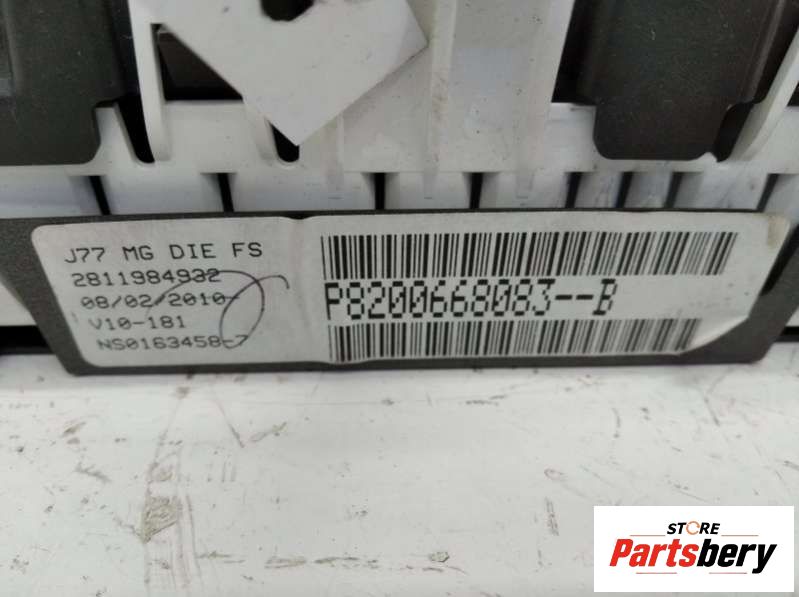 J77 MG DIE FS
2811984932
08/02/2010-
V10-181
NS0163458-7
P8200668083--B
STORE
Partsbery